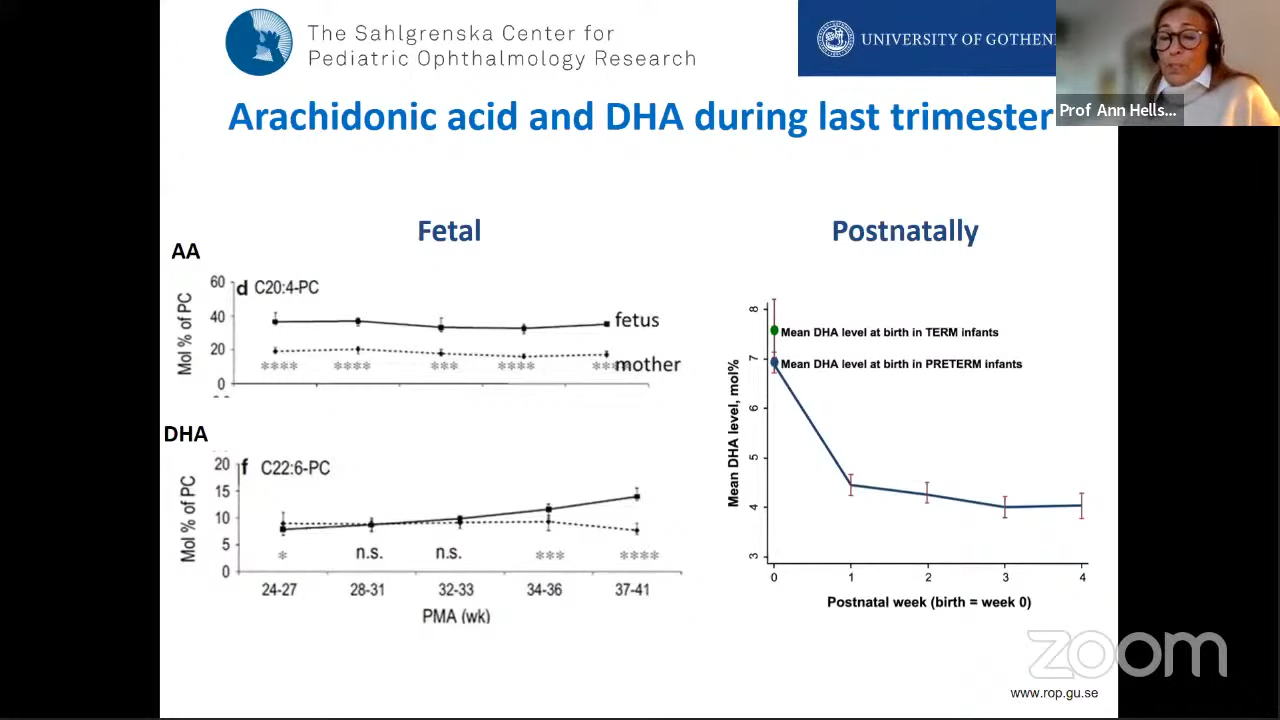 The Sahlgrenska Center for
Pediatric Ophthalmology Research
UNIVERSITY OF GOTHEN
Prof Ann Hells...
Arachidonic acid and DHA during last trimester
Fetal
AA
Mol % of PC
60
40
20
0
d C20:4-PC
fetus
mother
**** **** *** **** ****
DHA
Mol % of PC
20
15
10
5
0
f C22:6-PC
* n.s. n.s. *** ****
24-27 28-31 32-33 34-36 37-41
PMA (wk)
Postnatally
Mean DHA level, mol%
8
7
6
5
4
3
Mean DHA level at birth in TERM infants
Mean DHA level at birth in PRETERM infants
0 1 2 3 4
Postnatal week (birth = week 0)
zoom
www.rop.gu.se